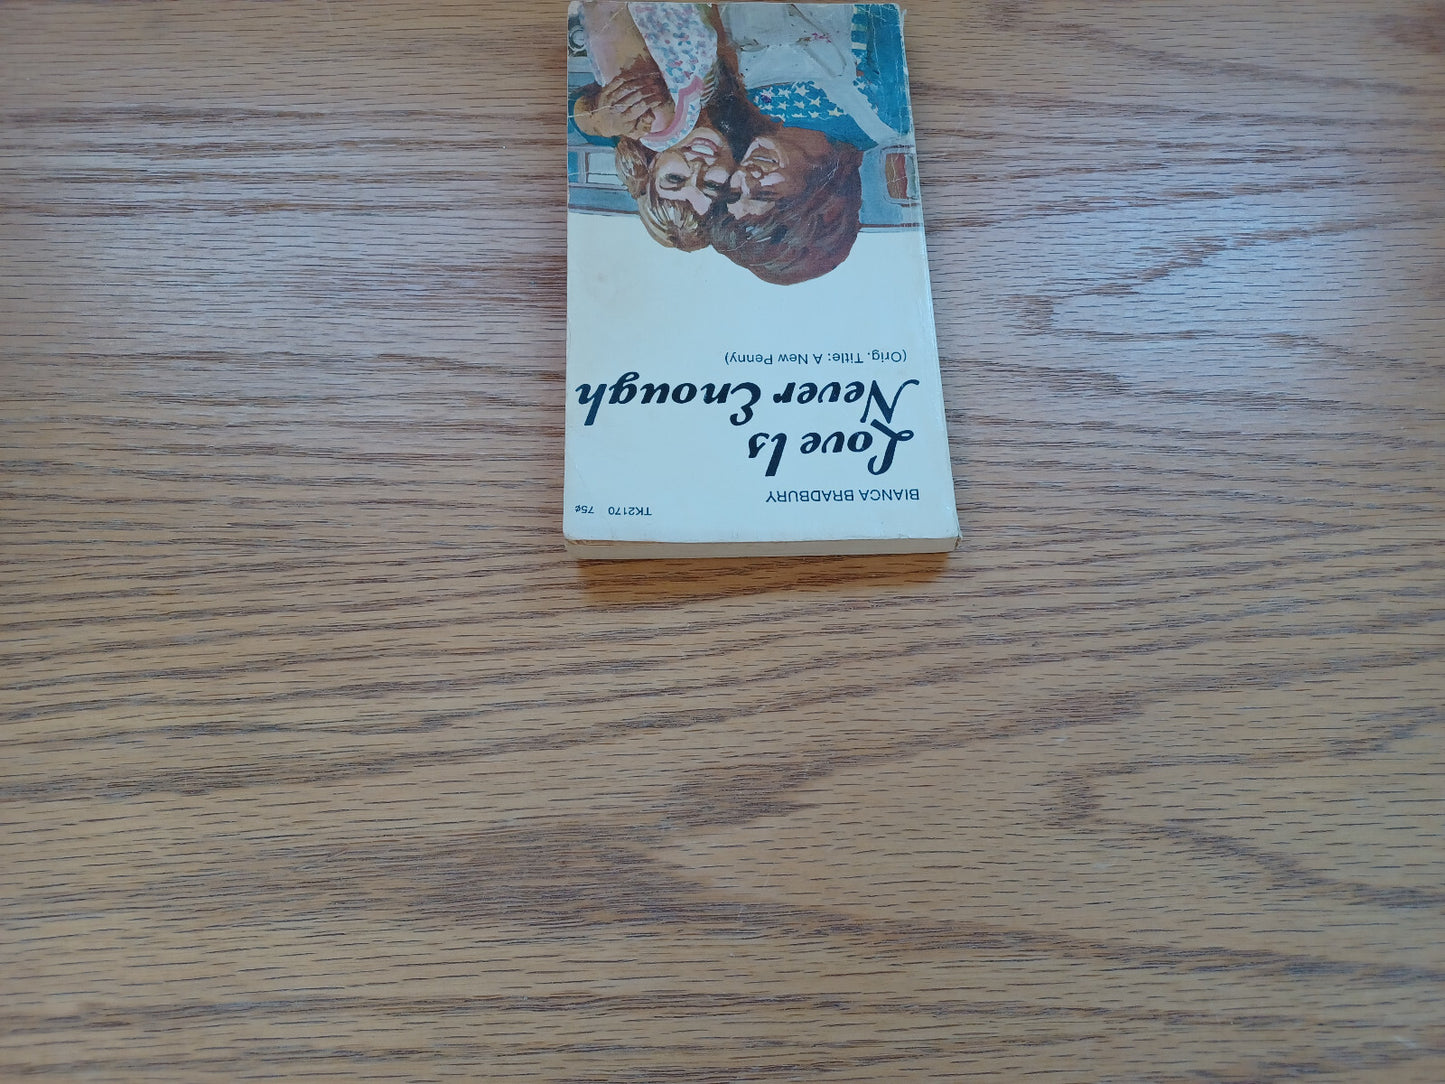 TK2170 75¢
BIANCA BRADBURY
Love Is
Never Enough
(Orig. Title: A New Penny)